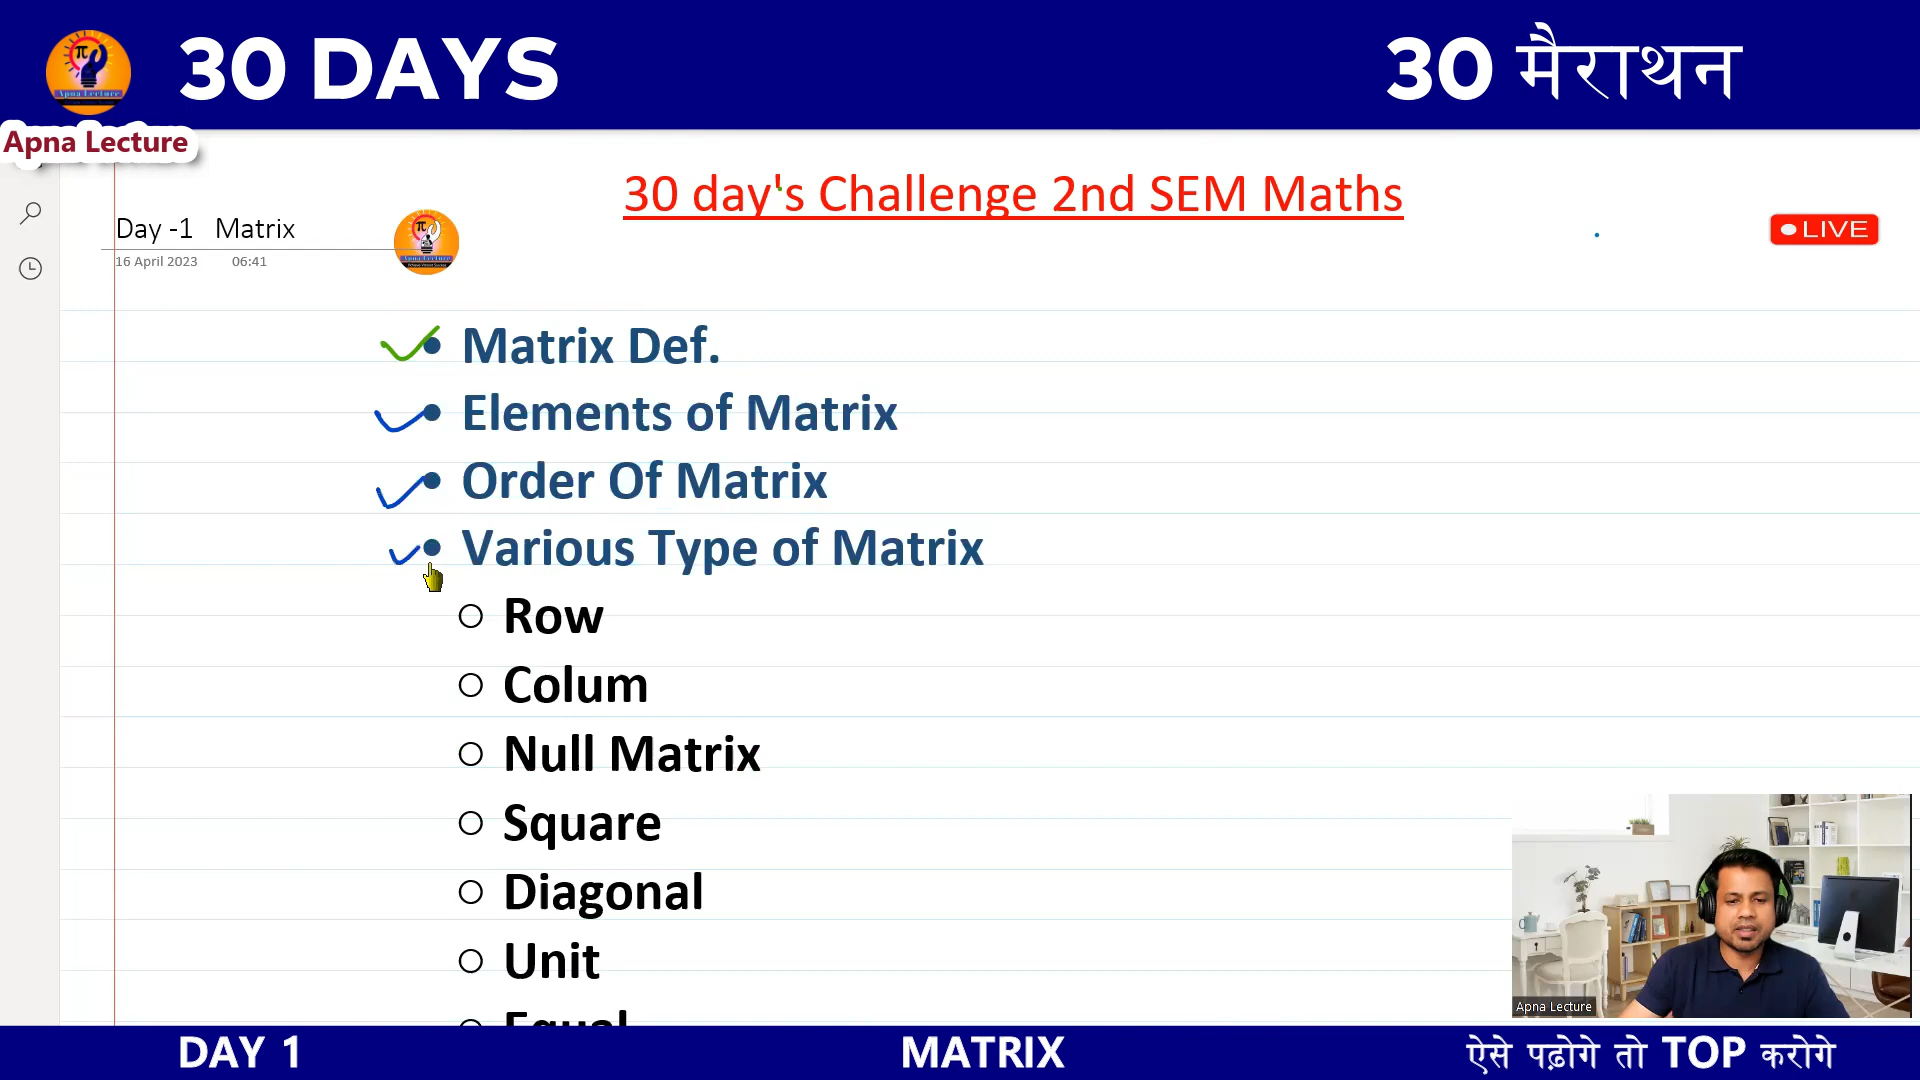 30 DAYS
30 मैराथन
Apna Lecture
30 day's Challenge 2nd SEM Maths
Day -1 Matrix
16 April 2023 06:41
LIVE
Matrix Def.
Elements of Matrix
Order Of Matrix
Various Type of Matrix
Row
Colum
Null Matrix
Square
Diagonal
Unit
Equal
Apna Lecture
DAY 1
MATRIX
ऐसे पढ़ोगे तो TOP करोगे